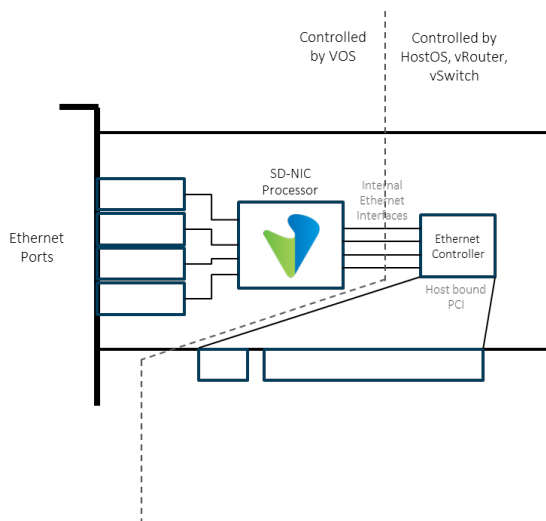 Controlled
by VOS
Controlled by
HostOS, vRouter,
vSwitch
SD-NIC
Processor
Internal
Ethernet
Interfaces
Ethernet
Ports
Ethernet
Controller
Host bound
PCI